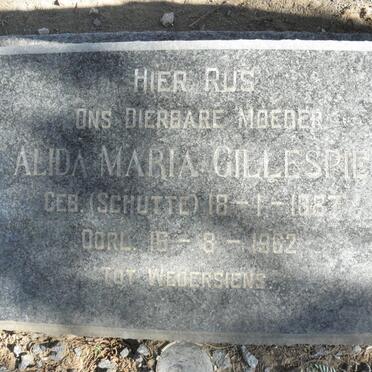 HIER RUS
ONS DIERBARE MOEDER
ALIDA MARIA GILLESPIE
GEB. (SCHUTTE) 18-1-1887
OORL. 15-8-1962
TOT WEDERSIENS